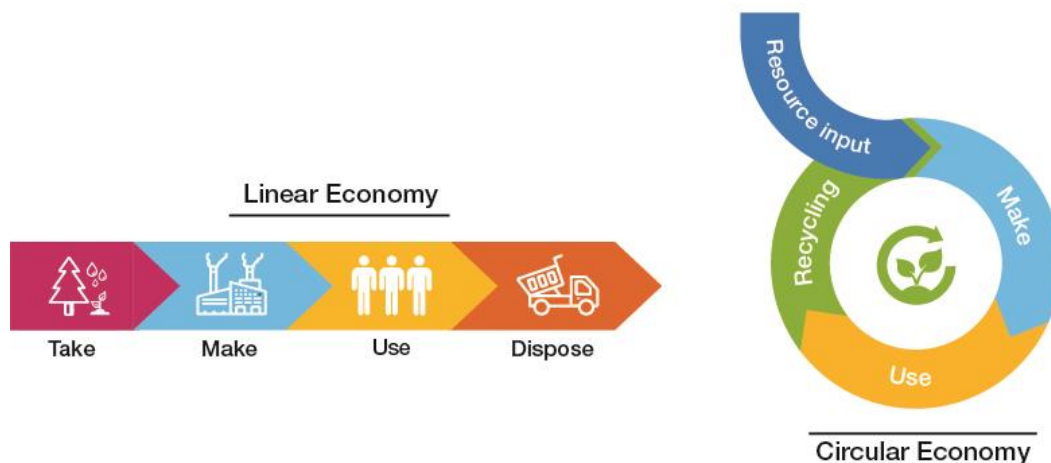 Linear Economy
Take
Make
Use
Dispose
Resource input
Make
Use
Recycling
Circular Economy